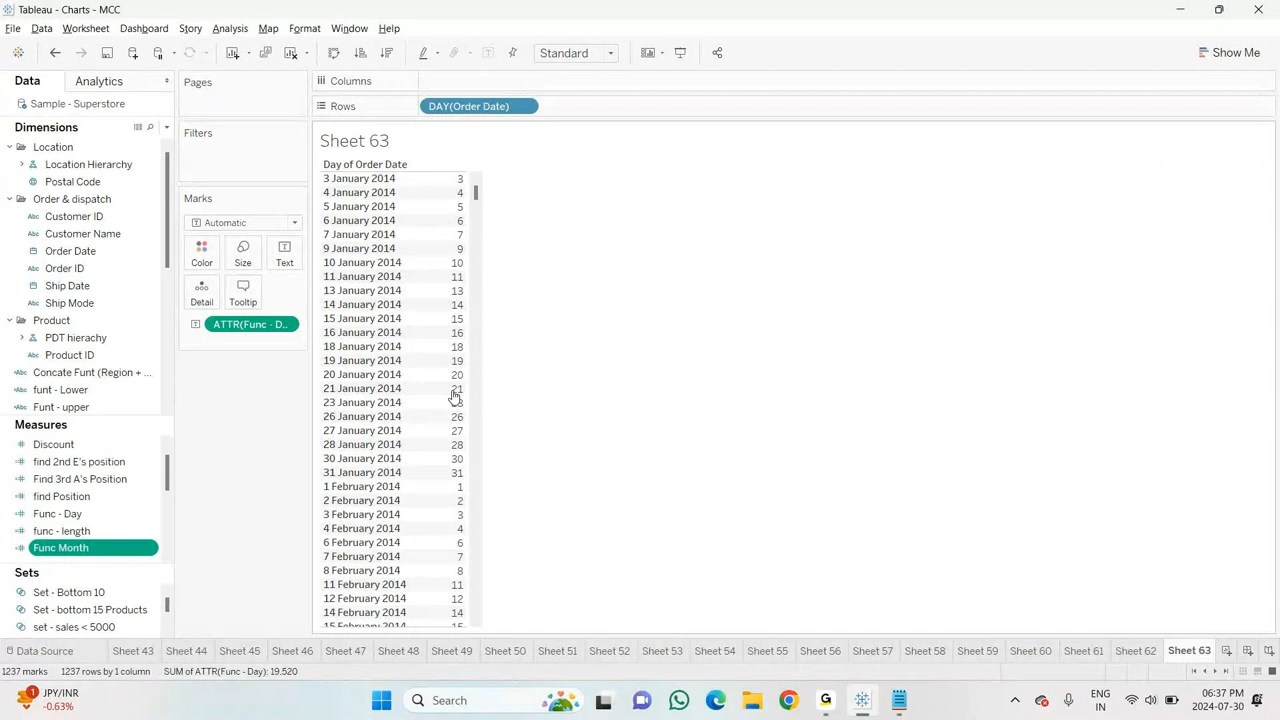 Tableau - Charts - MCC
File Data Worksheet Dashboard Story Analysis Map Format Window Help
Standard
Show Me
Data Analytics
Sample - Superstore
Dimensions
Location
Location Hierarchy
Postal Code
Order & dispatch
Customer ID
Customer Name
Order Date
Order ID
Ship Date
Ship Mode
Product
PDT hierachy
Product ID
Concate Funt (Region + ...
funt - Lower
Funt - upper
Measures
Discount
find 2nd E's position
Find 3rd A's Position
find Position
Func - Day
func - length
Func Month
Sets
Set - Bottom 10
Set - bottom 15 Products
set - sales < 5000
Pages
Filters
Marks
Automatic
Color Size Text
Detail Tooltip
ATTR(Func - D..
Columns
Rows DAY(Order Date)
Sheet 63
Day of Order Date
3 January 2014 3
4 January 2014 4
5 January 2014 5
6 January 2014 6
7 January 2014 7
9 January 2014 9
10 January 2014 10
11 January 2014 11
13 January 2014 13
14 January 2014 14
15 January 2014 15
16 January 2014 16
18 January 2014 18
19 January 2014 19
20 January 2014 20
21 January 2014 21
23 January 2014
26 January 2014 26
27 January 2014 27
28 January 2014 28
30 January 2014 30
31 January 2014 31
1 February 2014 1
2 February 2014 2
3 February 2014 3
4 February 2014 4
6 February 2014 6
7 February 2014 7
8 February 2014 8
11 February 2014 11
12 February 2014 12
14 February 2014 14
15 February 2014 15
Data Source Sheet 43 Sheet 44 Sheet 45 Sheet 46 Sheet 47 Sheet 48 Sheet 49 Sheet 50 Sheet 51 Sheet 52 Sheet 53 Sheet 54 Sheet 55 Sheet 56 Sheet 57 Sheet 58 Sheet 59 Sheet 60 Sheet 61 Sheet 62 Sheet 63
1237 marks 1237 rows by 1 column SUM of ATTR(Func - Day): 19,520
1 JPY/INR
-0.63%
Search
ENG
IN
06:37 PM
2024-07-30